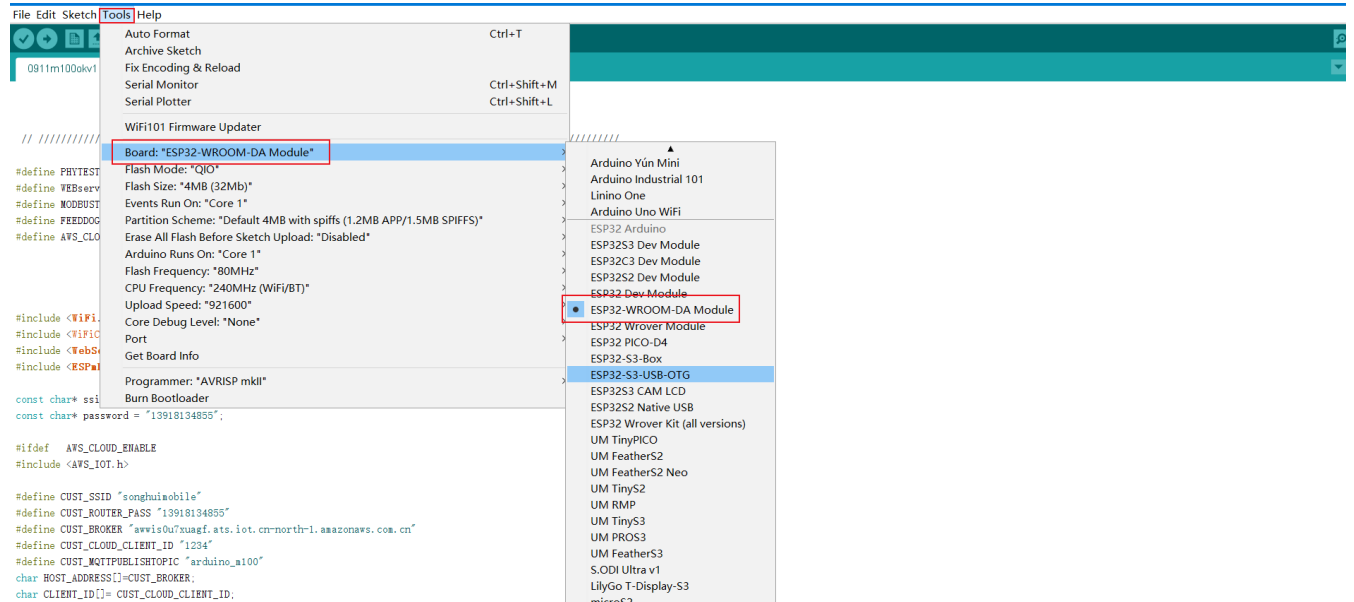 File Edit Sketch Tools Help
0911m100okv1
Auto Format Ctrl+T
Archive Sketch
Fix Encoding & Reload
Serial Monitor Ctrl+Shift+M
Serial Plotter Ctrl+Shift+L
WiFi101 Firmware Updater
Board: "ESP32-WROOM-DA Module"
Flash Mode: "QIO"
Flash Size: "4MB (32Mb)"
Events Run On: "Core 1"
Partition Scheme: "Default 4MB with spiffs (1.2MB APP/1.5MB SPIFFS)"
Erase All Flash Before Sketch Upload: "Disabled"
Arduino Runs On: "Core 1"
Flash Frequency: "80MHz"
CPU Frequency: "240MHz (WiFi/BT)"
Upload Speed: "921600"
Core Debug Level: "None"
Port
Get Board Info
Programmer: "AVRISP mkII"
Burn Bootloader
Arduino Yún Mini
Arduino Industrial 101
Linino One
Arduino Uno WiFi
ESP32 Arduino
ESP32S3 Dev Module
ESP32C3 Dev Module
ESP32S2 Dev Module
ESP32 Dev Module
ESP32-WROOM-DA Module
ESP32 Wrover Module
ESP32 PICO-D4
ESP32-S3-Box
ESP32-S3-USB-OTG
ESP32S3 CAM LCD
ESP32S2 Native USB
ESP32 Wrover Kit (all versions)
UM TinyPICO
UM FeatherS2
UM FeatherS2 Neo
UM TinyS2
UM RMP
UM TinyS3
UM PROS3
UM FeatherS3
S.ODI Ultra v1
LilyGo T-Display-S3
microS2
// ///////////
/////////
#define PHYTEST
#define WEBserv
#define MODBUST
#define FEEDDOG
#define AWS_CLO
#include <WiFi.
#include <WiFiC
#include <WebSe
#include <ESPmD
const char* ssi
const char* password = "13918134855";
#ifdef AWS_CLOUD_ENABLE
#include <AWS_IOT.h>
#define CUST_SSID "songhuimobile"
#define CUST_ROUTER_PASS "13918134855"
#define CUST_BROKER "awwis0u7xuagf.ats.iot.cn-north-1.amazonaws.com.cn"
#define CUST_CLOUD_CLIENT_ID "1234"
#define CUST_MQTTPUBLISHTOPIC "arduino_m100"
char HOST_ADDRESS[]=CUST_BROKER;
char CLIENT_ID[]= CUST_CLOUD_CLIENT_ID;